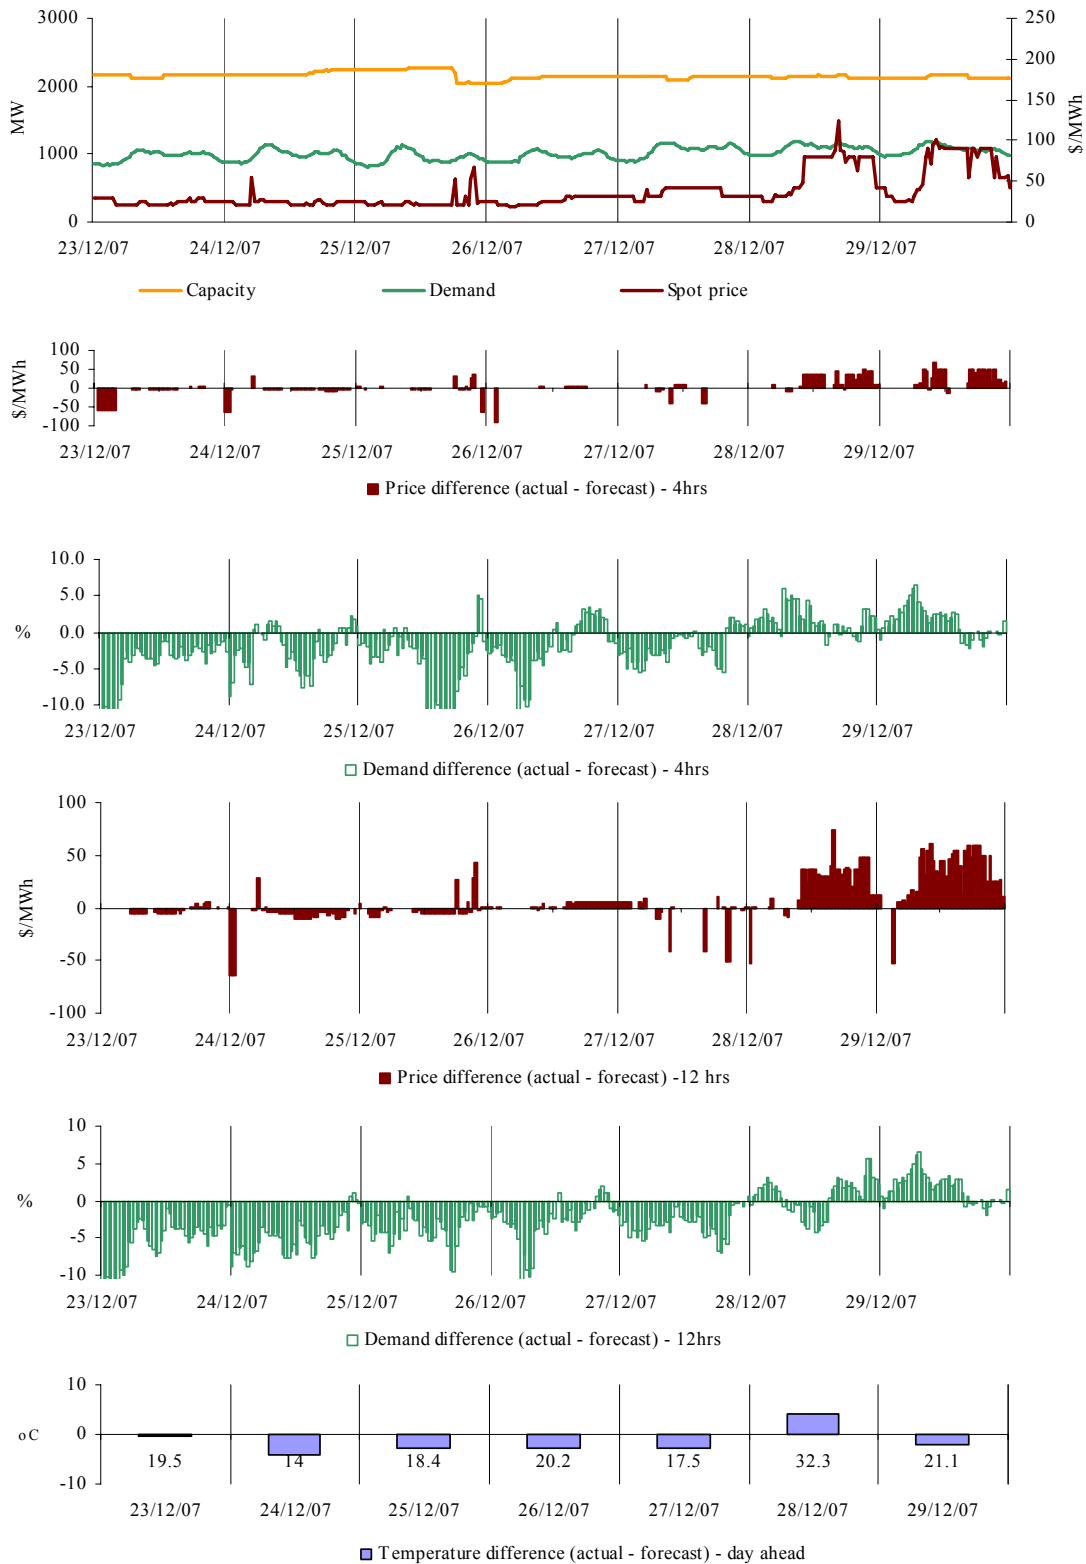 3000
2000
1000
0
MW
250
200
150
100
50
0
$/MWh
23/12/07 24/12/07 25/12/07 26/12/07 27/12/07 28/12/07 29/12/07
Capacity Demand Spot price
100
50
0
-50
-100
$/MWh
23/12/07 24/12/07 25/12/07 26/12/07 27/12/07 28/12/07 29/12/07
Price difference (actual - forecast) - 4hrs
10.0
5.0
0.0
-5.0
-10.0
%
23/12/07 24/12/07 25/12/07 26/12/07 27/12/07 28/12/07 29/12/07
Demand difference (actual - forecast) - 4hrs
100
50
0
-50
-100
$/MWh
23/12/07 24/12/07 25/12/07 26/12/07 27/12/07 28/12/07 29/12/07
Price difference (actual - forecast) -12 hrs
10
5
0
-5
-10
%
23/12/07 24/12/07 25/12/07 26/12/07 27/12/07 28/12/07 29/12/07
Demand difference (actual - forecast) - 12hrs
10
0
-10
oC
19.5 14 18.4 20.2 17.5 32.3 21.1
23/12/07 24/12/07 25/12/07 26/12/07 27/12/07 28/12/07 29/12/07
Temperature difference (actual - forecast) - day ahead